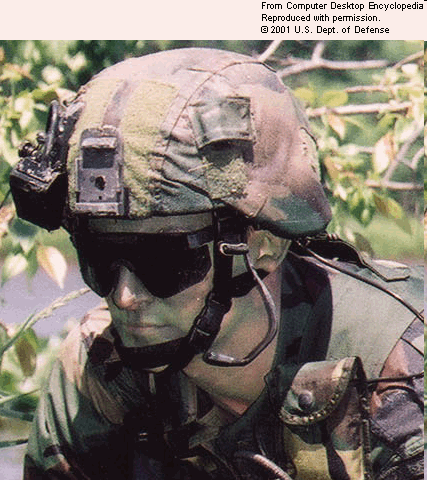 From Computer Desktop Encyclopedia
Reproduced with permission.
© 2001 U.S. Dept. of Defense